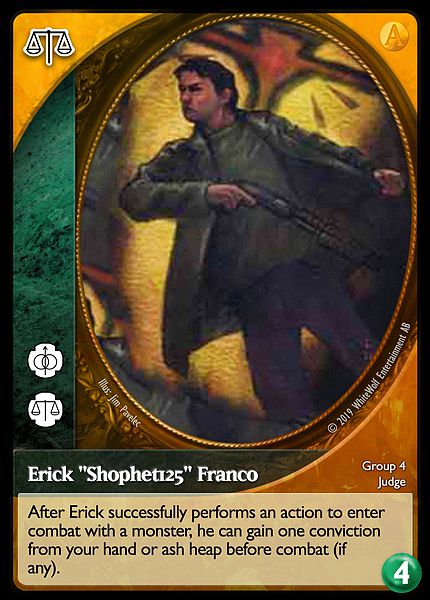 A
Illus: Jim Pavelec
© 2019 WhiteWolf Entertainment AB
Erick "Shophet125" Franco
Group 4
Judge
After Erick successfully performs an action to enter
combat with a monster, he can gain one conviction
from your hand or ash heap before combat (if
any).
4